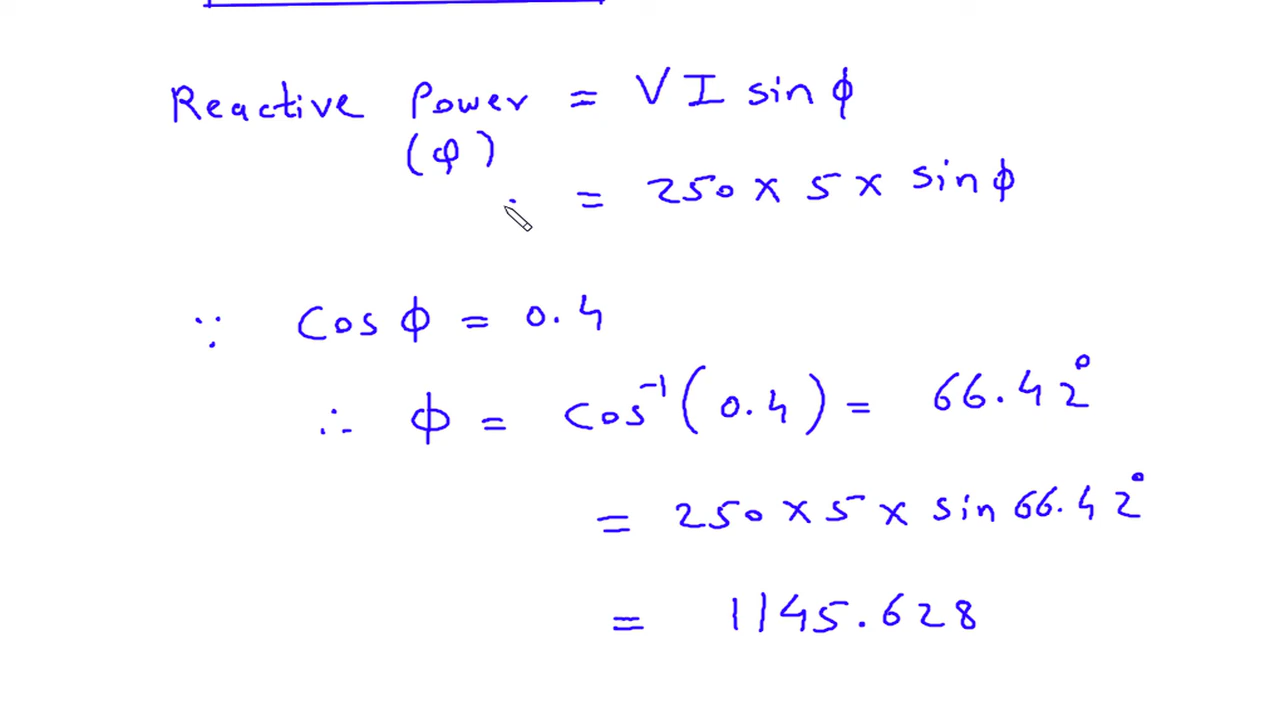 Reactive Power = VI sin ϕ
(φ)
= 250 × 5 × sin ϕ
∵ Cos ϕ = 0.4
∴ ϕ = Cos⁻¹(0.4) = 66.42°
= 250 × 5 × sin 66.42°
= 1145.628